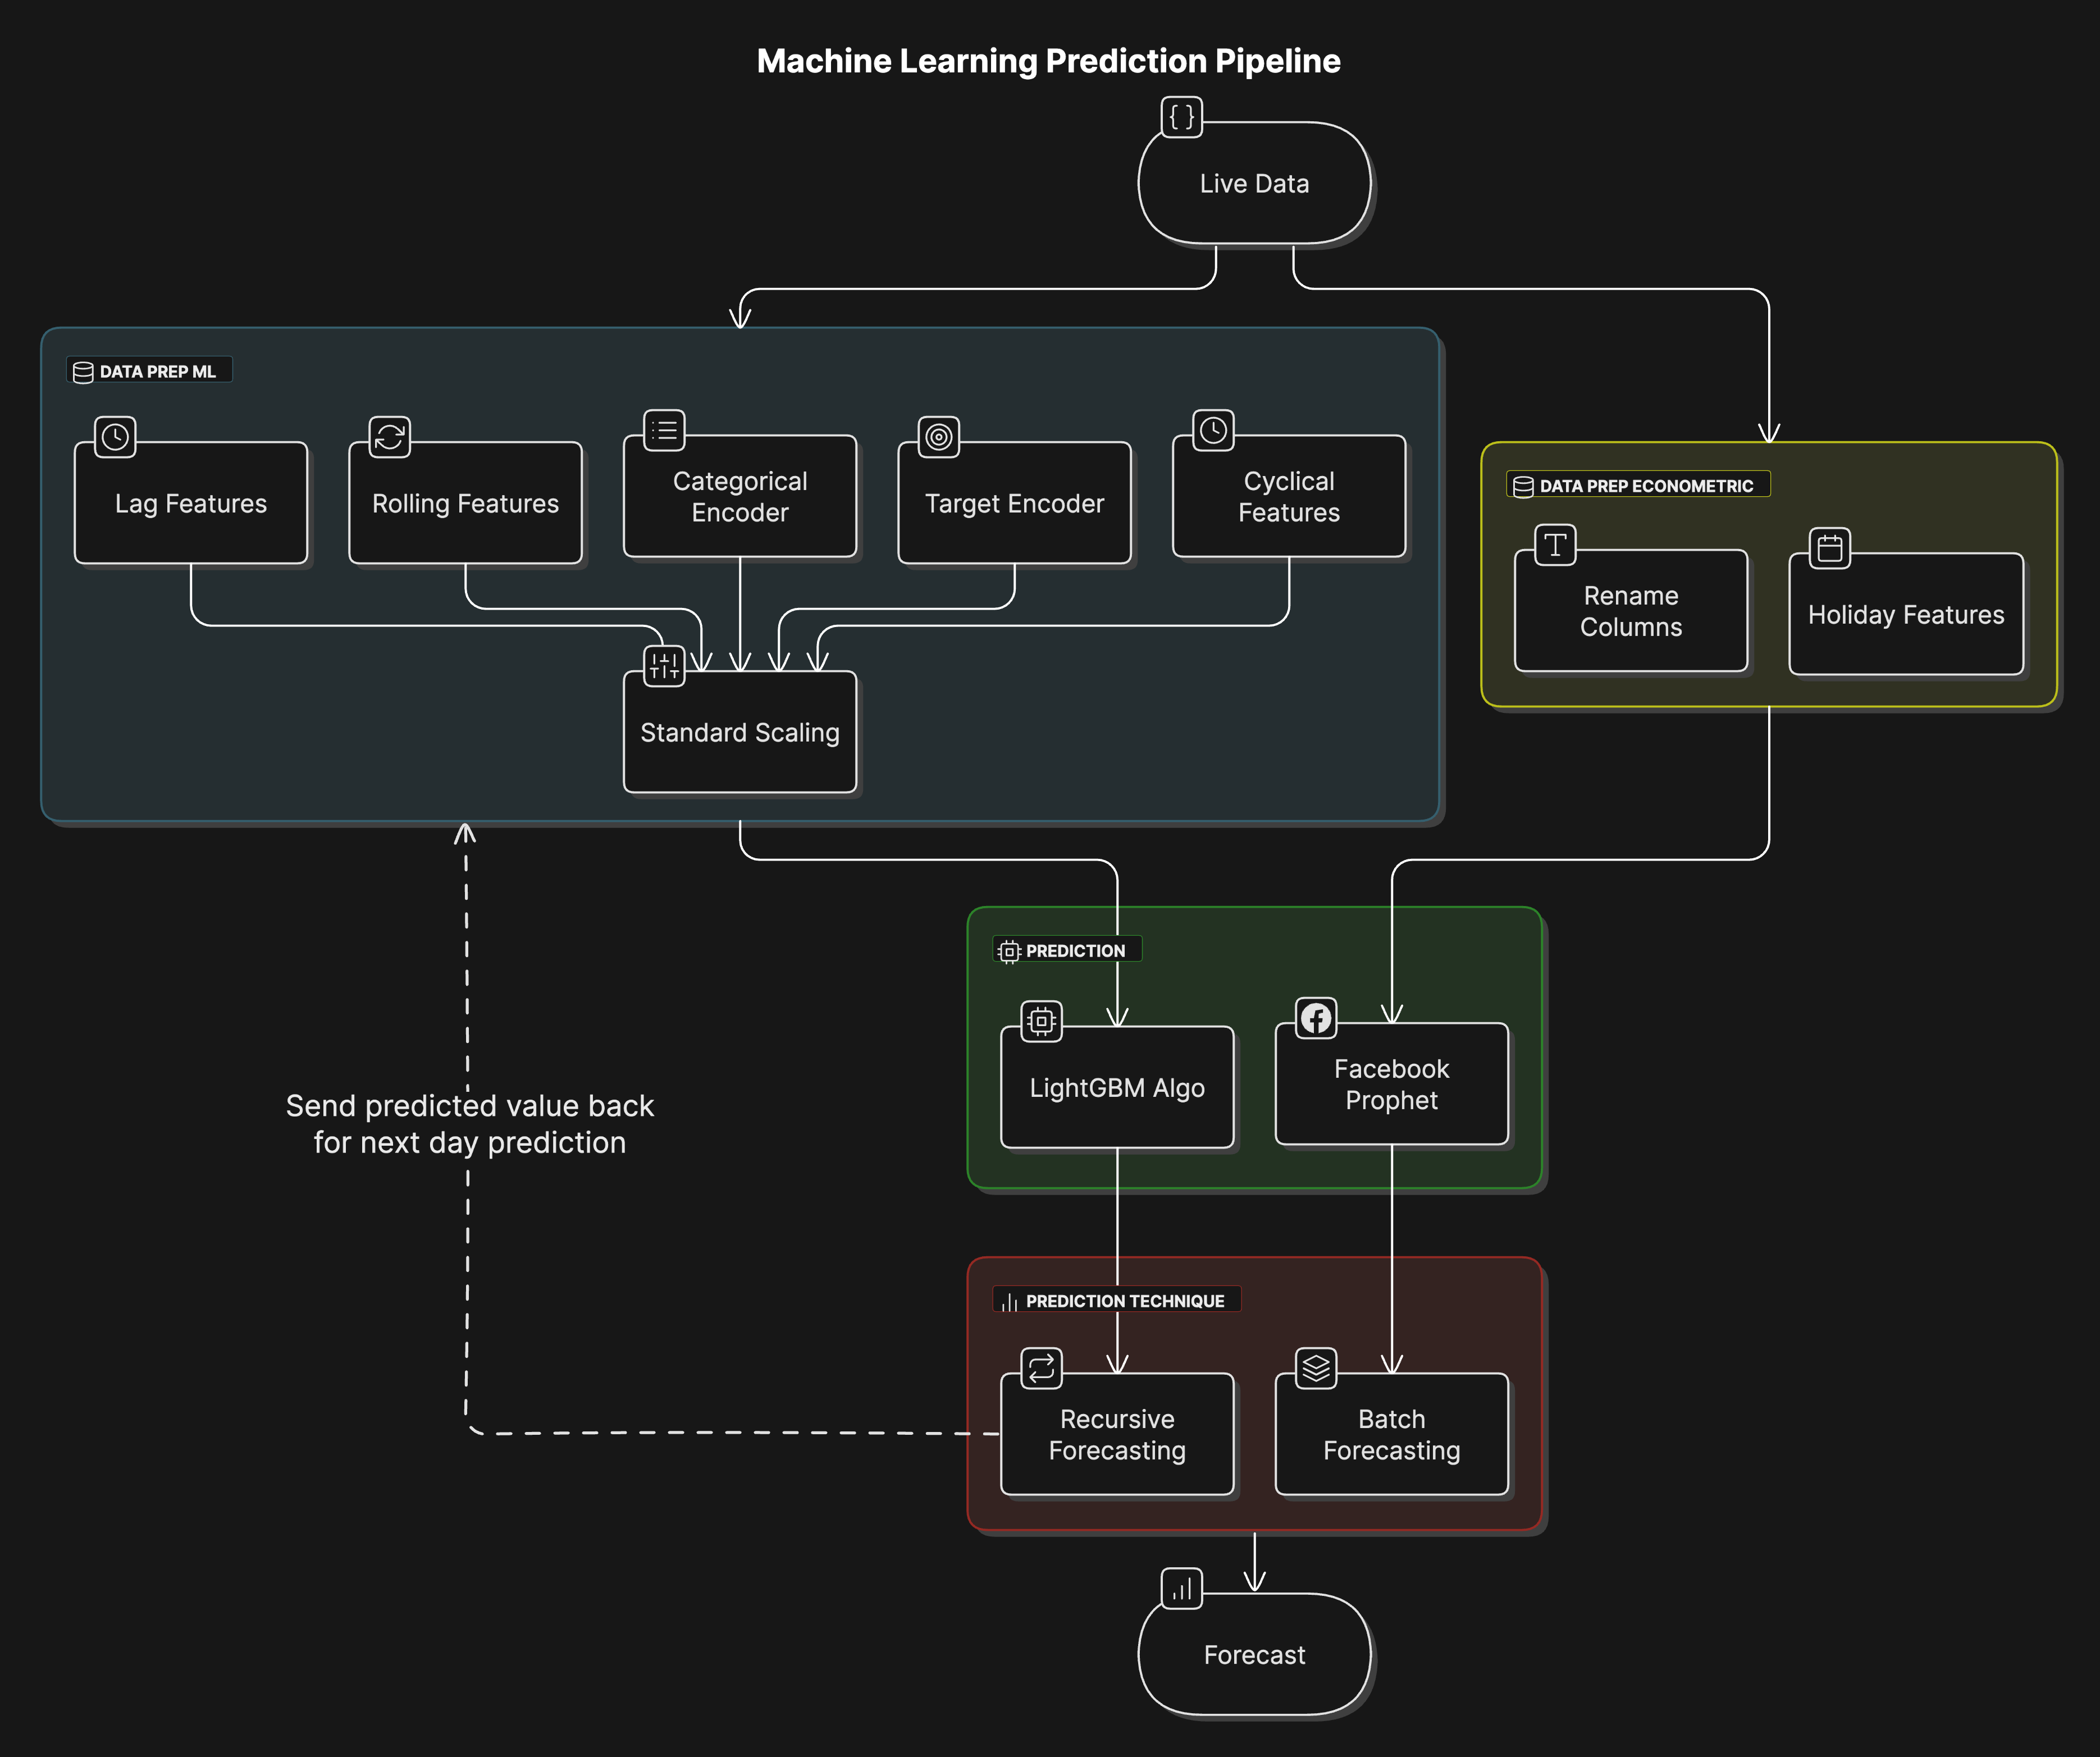 Machine Learning Prediction Pipeline
Live Data
DATA PREP ML
Lag Features
Rolling Features
Categorical
Encoder
Target Encoder
Cyclical
Features
Standard Scaling
DATA PREP ECONOMETRIC
Rename
Columns
Holiday Features
PREDICTION
LightGBM Algo
Facebook
Prophet
Send predicted value back
for next day prediction
PREDICTION TECHNIQUE
Recursive
Forecasting
Batch
Forecasting
Forecast